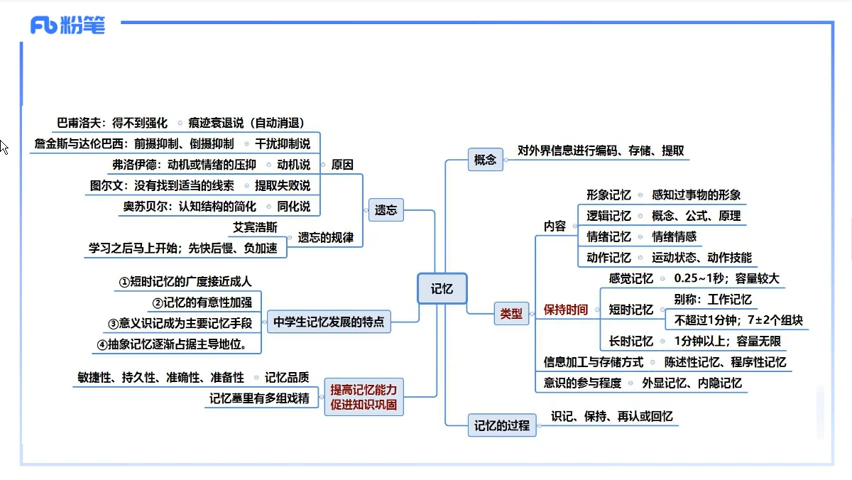 粉笔
记忆
概念
对外界信息进行编码、存储、提取
类型
内容
形象记忆 感知过事物的形象
逻辑记忆 概念、公式、原理
情绪记忆 情绪情感
动作记忆 运动状态、动作技能
保持时间
感觉记忆 0.25~1秒；容量较大
短时记忆
别称：工作记忆
不超过1分钟；7±2个组块
长时记忆 1分钟以上；容量无限
信息加工与存储方式 陈述性记忆、程序性记忆
意识的参与程度 外显记忆、内隐记忆
记忆的过程
识记、保持、再认或回忆
遗忘
原因
巴甫洛夫：得不到强化 痕迹衰退说（自动消退）
詹金斯与达伦巴西：前摄抑制、倒摄抑制 干扰抑制说
弗洛伊德：动机或情绪的压抑 动机说
图尔文：没有找到适当的线索 提取失败说
奥苏贝尔：认知结构的简化 同化说
遗忘的规律
艾宾浩斯
学习之后马上开始；先快后慢、负加速
中学生记忆发展的特点
①短时记忆的广度接近成人
②记忆的有意性加强
③意义识记成为主要记忆手段
④抽象记忆逐渐占据主导地位。
提高记忆能力
促进知识巩固
敏捷性、持久性、准确性、准备性 记忆品质
记忆墓里有多组戏精